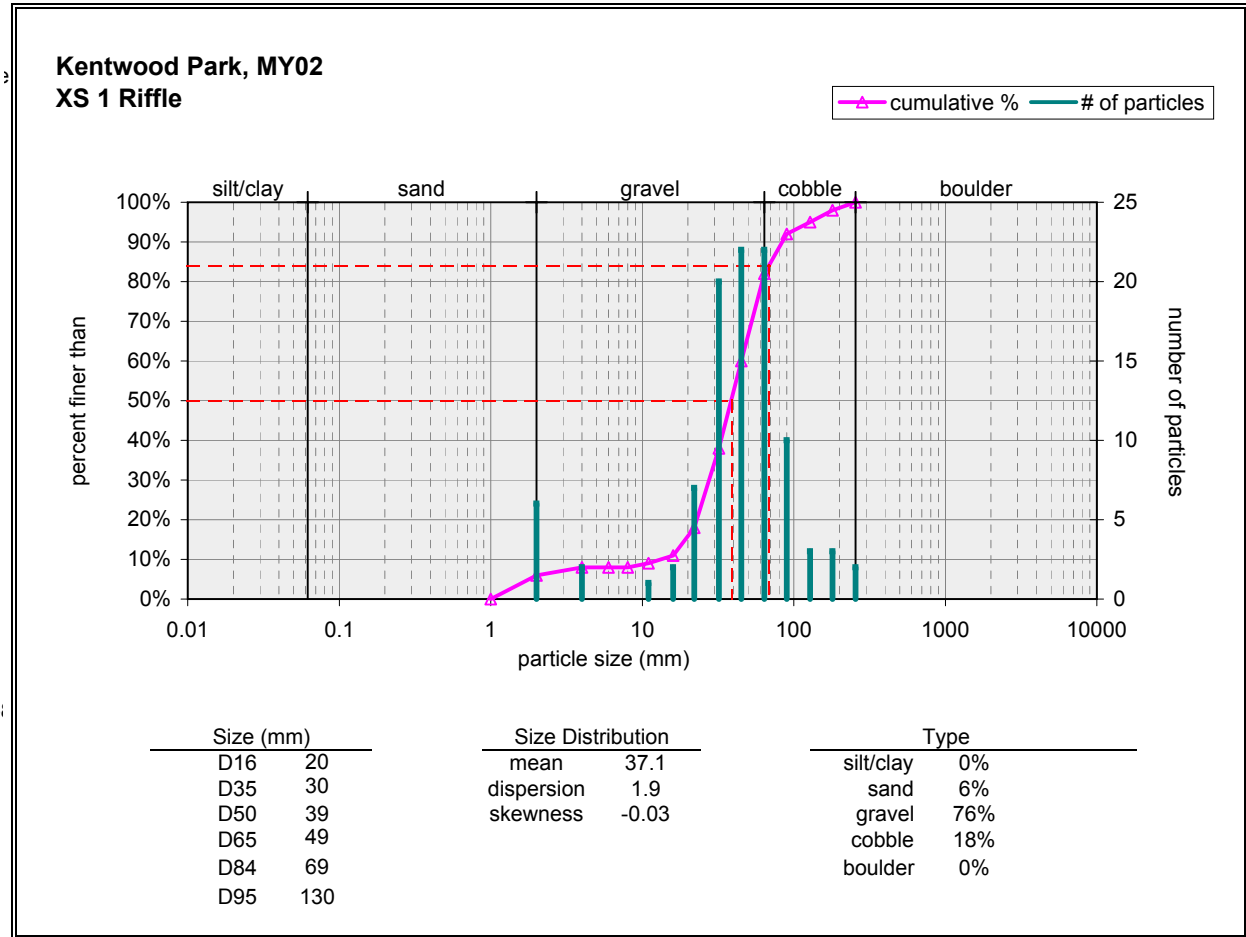 Kentwood Park, MY02
XS 1 Riffle
cumulative % # of particles
silt/clay sand gravel cobble boulder
100% 25
90%
80% 20
70%
60% 15
50%
40% 10
30%
20% 5
10%
0% 0
percent finer than
number of particles
0.01 0.1 1 10 100 1000 10000
particle size (mm)
Size (mm)
D16 20
D35 30
D50 39
D65 49
D84 69
D95 130
Size Distribution
mean 37.1
dispersion 1.9
skewness -0.03
Type
silt/clay 0%
sand 6%
gravel 76%
cobble 18%
boulder 0%